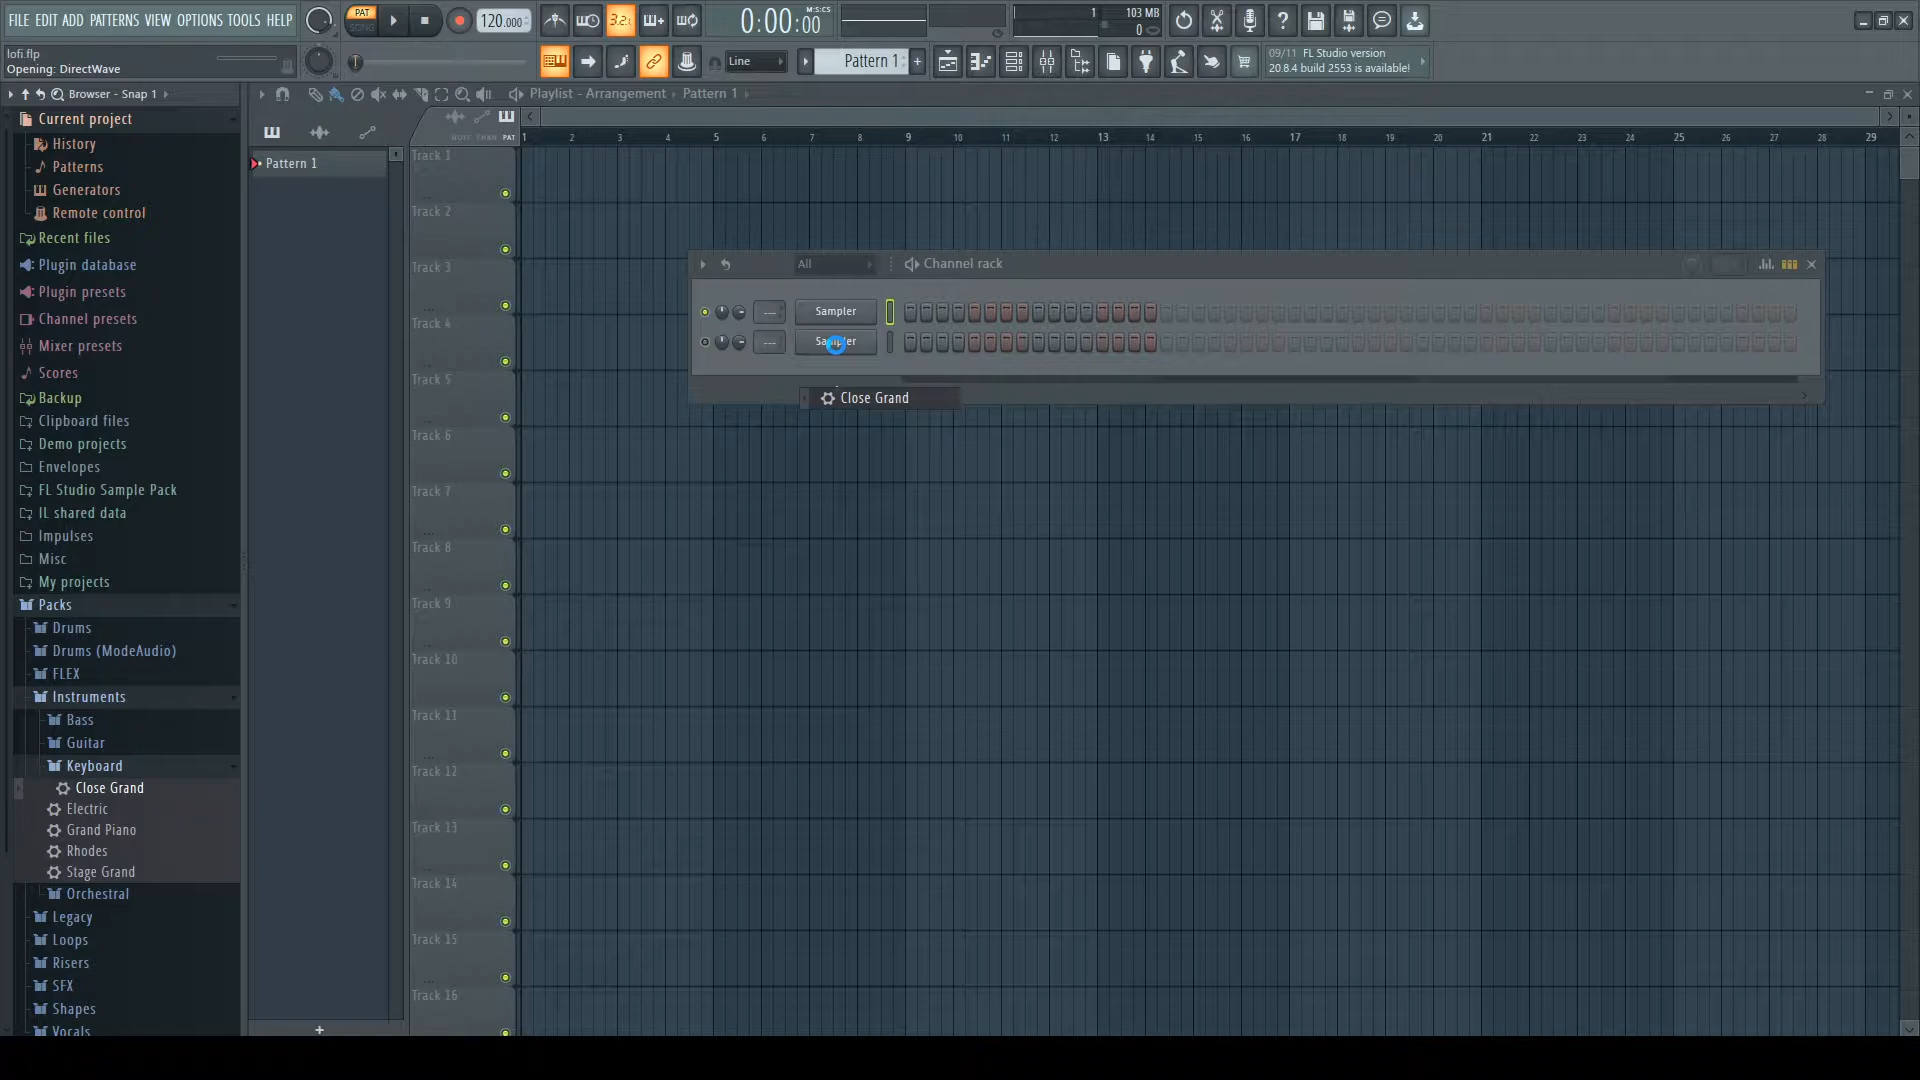 FILE EDIT ADD PATTERNS VIEW OPTIONS TOOLS HELP
PAT
SONG
120.000
3.2
0:00:00
M:S:CS
1
103 MB
0
lofi.flp
Opening: DirectWave
Line
Pattern 1
+
09/11 FL Studio version
20.8.4 build 2553 is available!
Browser - Snap 1
Playlist - Arrangement
Pattern 1
Current project
History
Patterns
Generators
Remote control
Recent files
Plugin database
Plugin presets
Channel presets
Mixer presets
Scores
Backup
Clipboard files
Demo projects
Envelopes
FL Studio Sample Pack
IL shared data
Impulses
Misc
My projects
Packs
Drums
Drums (ModeAudio)
FLEX
Instruments
Bass
Guitar
Keyboard
Close Grand
Electric
Grand Piano
Rhodes
Stage Grand
Orchestral
Legacy
Loops
Risers
SFX
Shapes
Vocals
Pattern 1
+
NOTE CHAN PAT
1 2 3 4 5 6 7 8 9 10 11 12 13 14 15 16 17 18 19 20 21 22 23 24 25 26 27 28 29
Track 1
Track 2
Track 3
Track 4
Track 5
Track 6
Track 7
Track 8
Track 9
Track 10
Track 11
Track 12
Track 13
Track 14
Track 15
Track 16
All
Channel rack
--- Sampler
--- Sampler
Close Grand